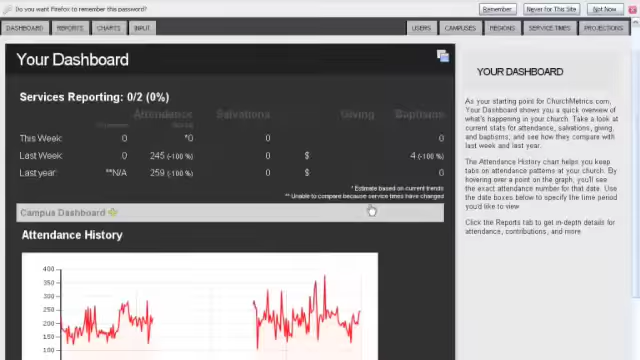 Do you want Firefox to remember this password?
Remember
Never for This Site
Not Now
DASHBOARD
REPORTS
CHARTS
INPUT
USERS
CAMPUSES
REGIONS
SERVICE TIMES
PROJECTIONS
Your Dashboard
Services Reporting: 0/2 (0%)
Attendance Salvations Giving Baptisms
This Week: 0 *0 0 0
Last Week: 0 245 (-100 %) 0 $ 4 (-100 %)
Last year: **N/A 259 (-100 %) 0 $ 0
* Estimate based on current trends
** Unable to compare because service times have changed
Campus Dashboard
Attendance History
400
350
300
250
200
150
100
YOUR DASHBOARD
As your starting point for ChurchMetrics.com,
Your Dashboard shows you a quick overview of
what's happening in your church. Take a look at
current stats for attendance, salvations, giving,
and baptisms, and see how they compare with
last week and last year.
The Attendance History chart helps you keep
tabs on attendance patterns at your church. By
hovering over a point on the graph, you'll see
the exact attendance number for that date. Use
the date boxes below to specify the time period
you'd like to view
Click the Reports tab to get in-depth details for
attendance, contributions, and more